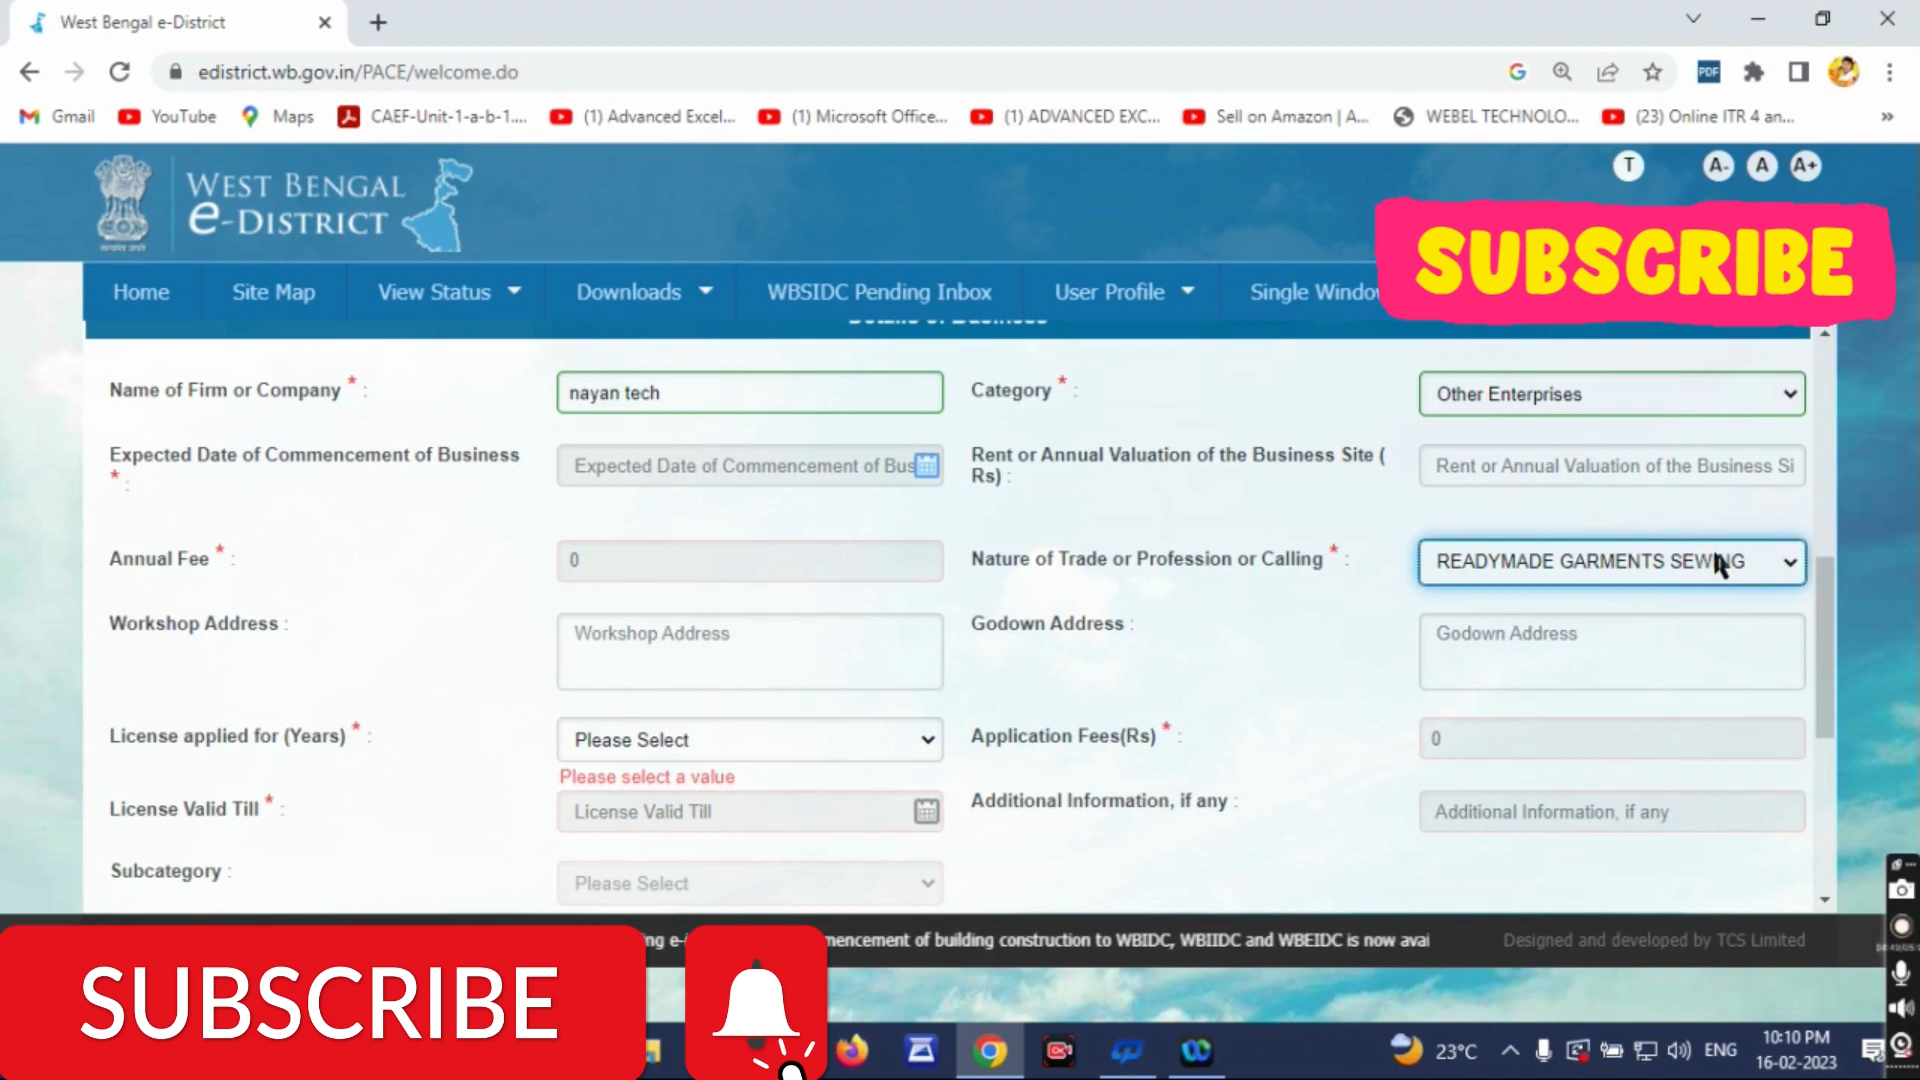 West Bengal e-District
edistrict.wb.gov.in/PACE/welcome.do
PDF
Gmail
YouTube
Maps
CAEF-Unit-1-a-b-1....
(1) Advanced Excel...
(1) Microsoft Office...
(1) ADVANCED EXC...
Sell on Amazon | A...
WEBEL TECHNOLO...
(23) Online ITR 4 an...
T A- A A+
WEST BENGAL
e-DISTRICT
SUBSCRIBE
Home
Site Map
View Status
Downloads
WBSIDC Pending Inbox
User Profile
Single Window
Details of Business
Name of Firm or Company * :
nayan tech
Category * :
Other Enterprises
Expected Date of Commencement of Business
* :
Expected Date of Commencement of Bus
Rent or Annual Valuation of the Business Site (
Rs) :
Rent or Annual Valuation of the Business Si
Annual Fee * :
0
Nature of Trade or Profession or Calling * :
READYMADE GARMENTS SEWING
Workshop Address :
Workshop Address
Godown Address :
Godown Address
License applied for (Years) * :
Please Select
Please select a value
Application Fees(Rs) * :
0
License Valid Till * :
License Valid Till
Additional Information, if any :
Additional Information, if any
Subcategory :
Please Select
mencement of building construction to WBIDC, WBIIDC and WBEIDC is now avai
Designed and developed by TCS Limited
SUBSCRIBE
23°C
ENG
10:10 PM
16-02-2023